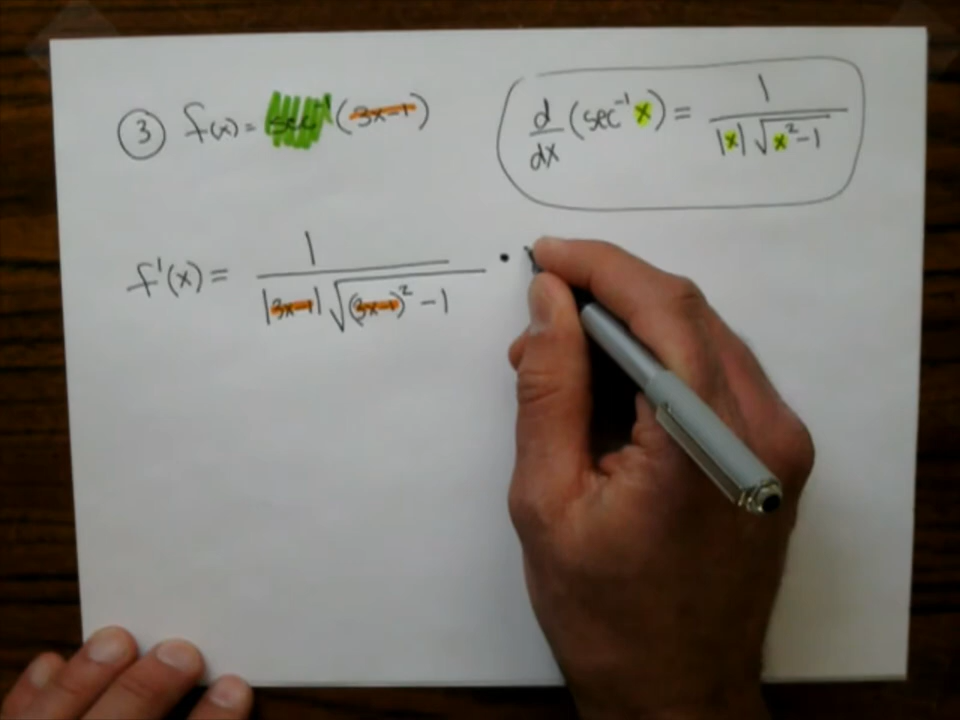 ③ f(x) = sec⁻¹(3x-1)
d/dx (sec⁻¹ x) = 1 / |x| √(x²-1)
f'(x) = 1 / |3x-1| √((3x-1)² - 1) ·